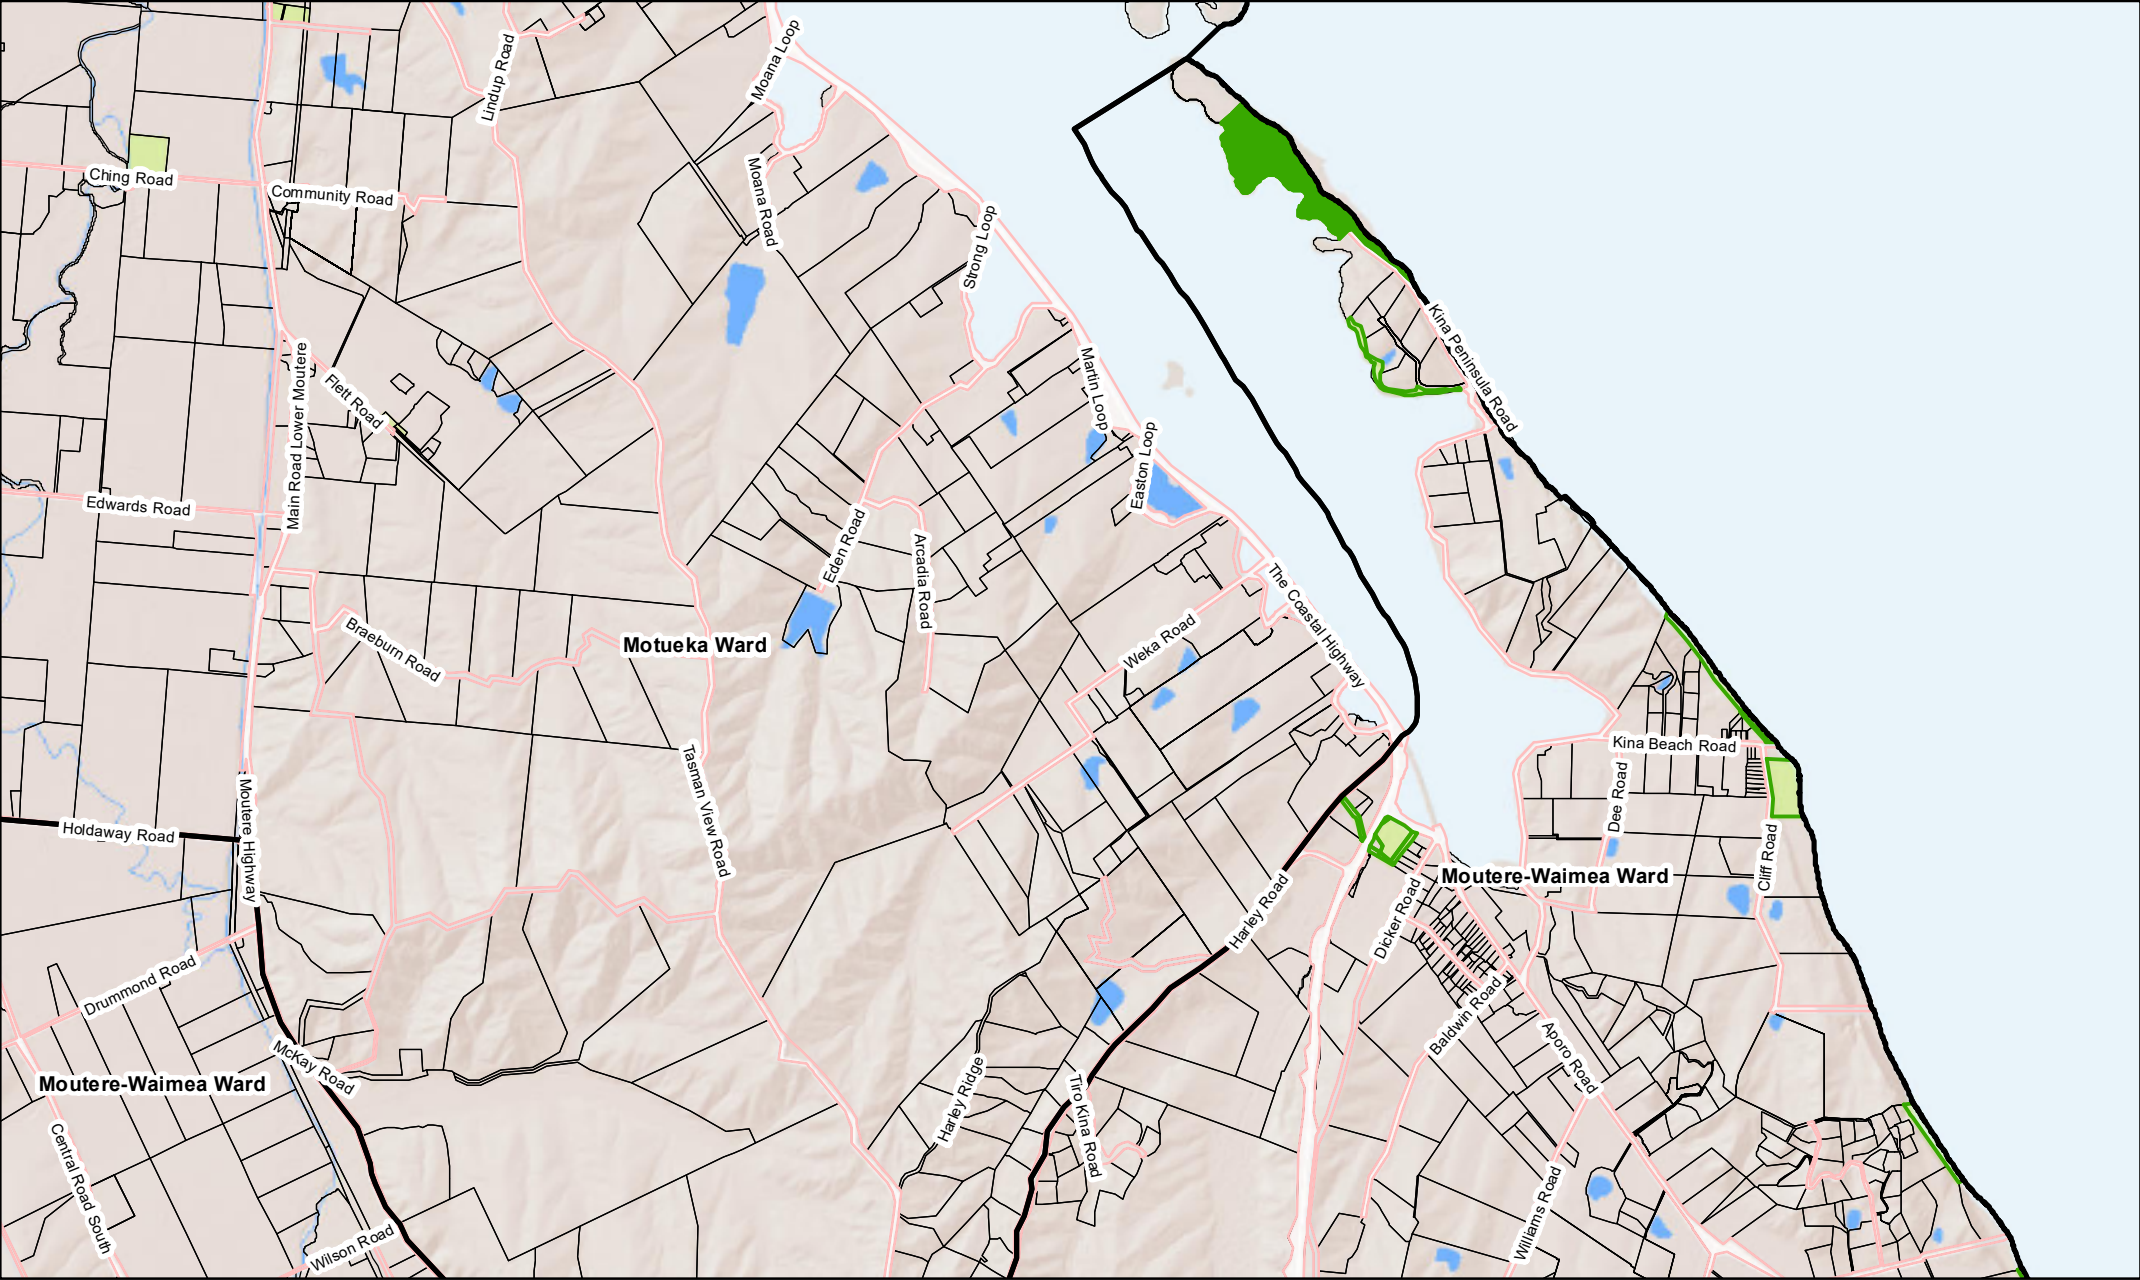 Lindup Road
Moana Loop
Ching Road
Community Road
Moana Road
Strong Loop
Kina Peninsula Road
Main Road Lower Moutere
Flett Road
Martin Loop
Easton Loop
Edwards Road
Eden Road
Arcadia Road
The Coastal Highway
Braeburn Road
Motueka Ward
Weka Road
Tasman View Road
Kina Beach Road
Dee Road
Moutere Highway
Holdaway Road
Cliff Road
Moutere-Waimea Ward
Harley Road
Dicker Road
Drummond Road
Baldwin Road
Aporo Road
McKay Road
Moutere-Waimea Ward
Harley Ridge
Tiro Kina Road
Central Road South
Wilson Road
Williams Road